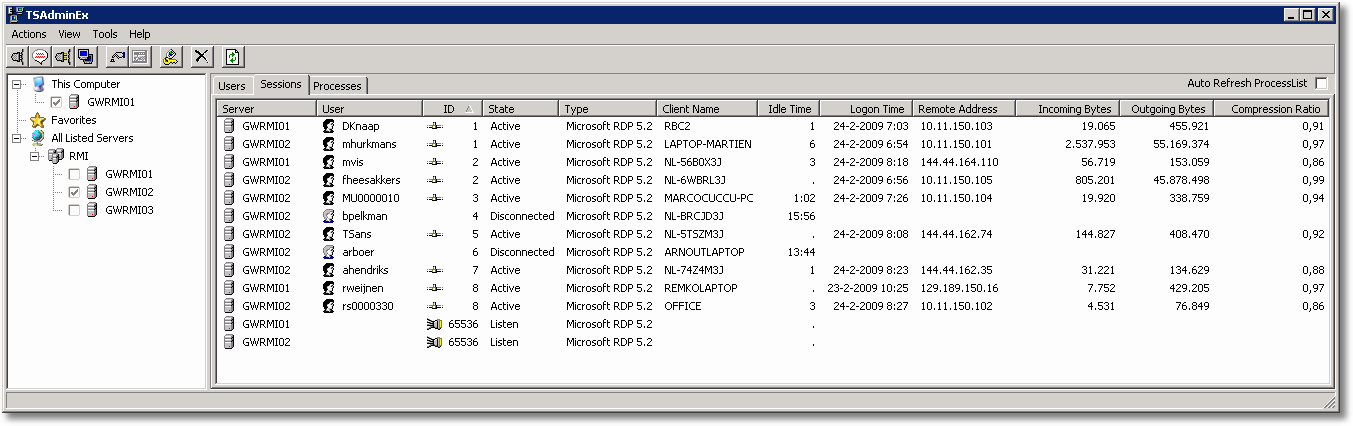 TSAdminEx
Actions View Tools Help
This Computer
GWRMI01
Favorites
All Listed Servers
RMI
GWRMI01
GWRMI02
GWRMI03
Users Sessions Processes
Auto Refresh ProcessList
Server User ID State Type Client Name Idle Time Logon Time Remote Address Incoming Bytes Outgoing Bytes Compression Ratio
GWRMI01 DKnaap 1 Active Microsoft RDP 5.2 RBC2 1 24-2-2009 7:03 10.11.150.103 19.065 455.921 0,91
GWRMI02 mhurkmans 1 Active Microsoft RDP 5.2 LAPTOP-MARTIEN 6 24-2-2009 6:54 10.11.150.101 2.537.953 55.169.374 0,97
GWRMI01 mvis 2 Active Microsoft RDP 5.2 NL-56B0X3J 3 24-2-2009 8:18 144.44.164.110 56.719 153.059 0,86
GWRMI02 fheesakkers 2 Active Microsoft RDP 5.2 NL-6WBRL3J . 24-2-2009 6:56 10.11.150.105 805.201 45.878.498 0,99
GWRMI02 MU0000010 3 Active Microsoft RDP 5.2 MARCOCUCCU-PC 1:02 24-2-2009 7:26 10.11.150.104 19.920 338.759 0,94
GWRMI02 bpelkman 4 Disconnected Microsoft RDP 5.2 NL-BRCJD3J 15:56
GWRMI02 TSans 5 Active Microsoft RDP 5.2 NL-5TSZM3J . 24-2-2009 8:08 144.44.162.74 144.827 408.470 0,92
GWRMI02 arboer 6 Disconnected Microsoft RDP 5.2 ARNOUTLAPTOP 13:44
GWRMI02 ahendriks 7 Active Microsoft RDP 5.2 NL-74Z4M3J 1 24-2-2009 8:23 144.44.162.35 31.221 134.629 0,88
GWRMI01 rweijnen 8 Active Microsoft RDP 5.2 REMKOLAPTOP . 23-2-2009 10:25 129.189.150.16 7.752 429.205 0,97
GWRMI02 rs0000330 8 Active Microsoft RDP 5.2 OFFICE 3 24-2-2009 8:27 10.11.150.102 4.531 76.849 0,86
GWRMI01 65536 Listen Microsoft RDP 5.2 .
GWRMI02 65536 Listen Microsoft RDP 5.2 .